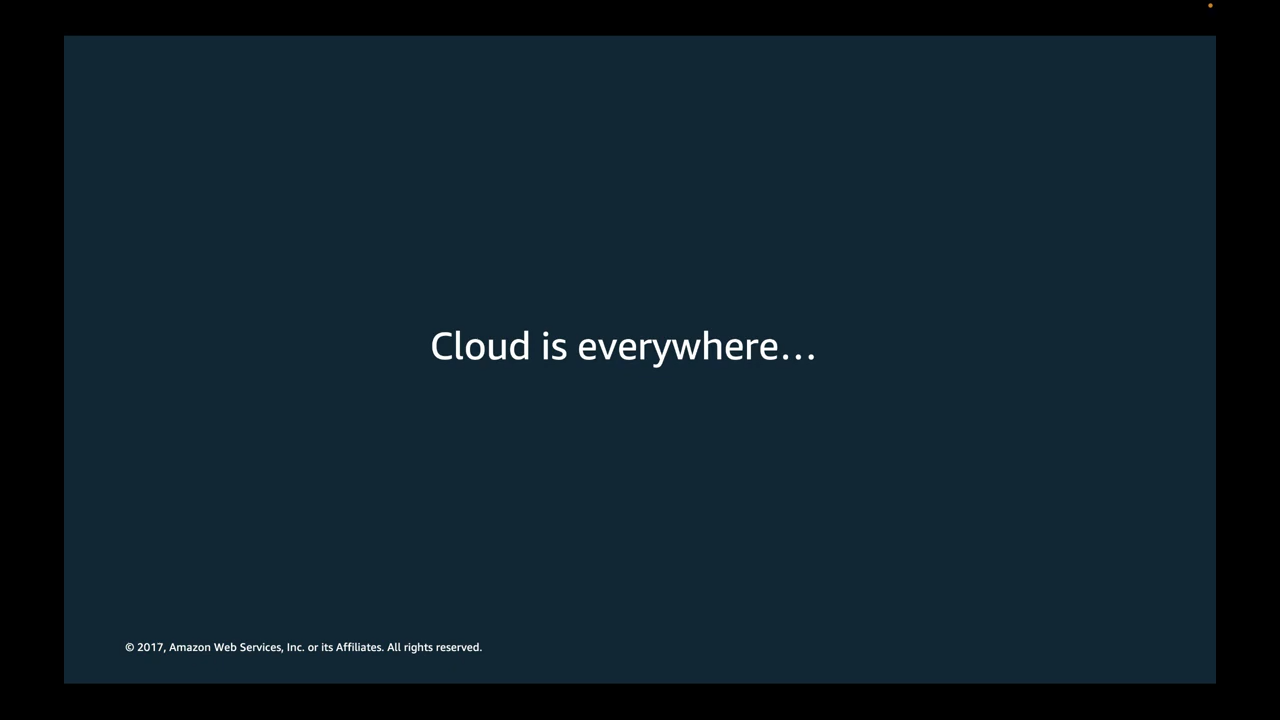 Cloud is everywhere…
© 2017, Amazon Web Services, Inc. or its Affiliates. All rights reserved.